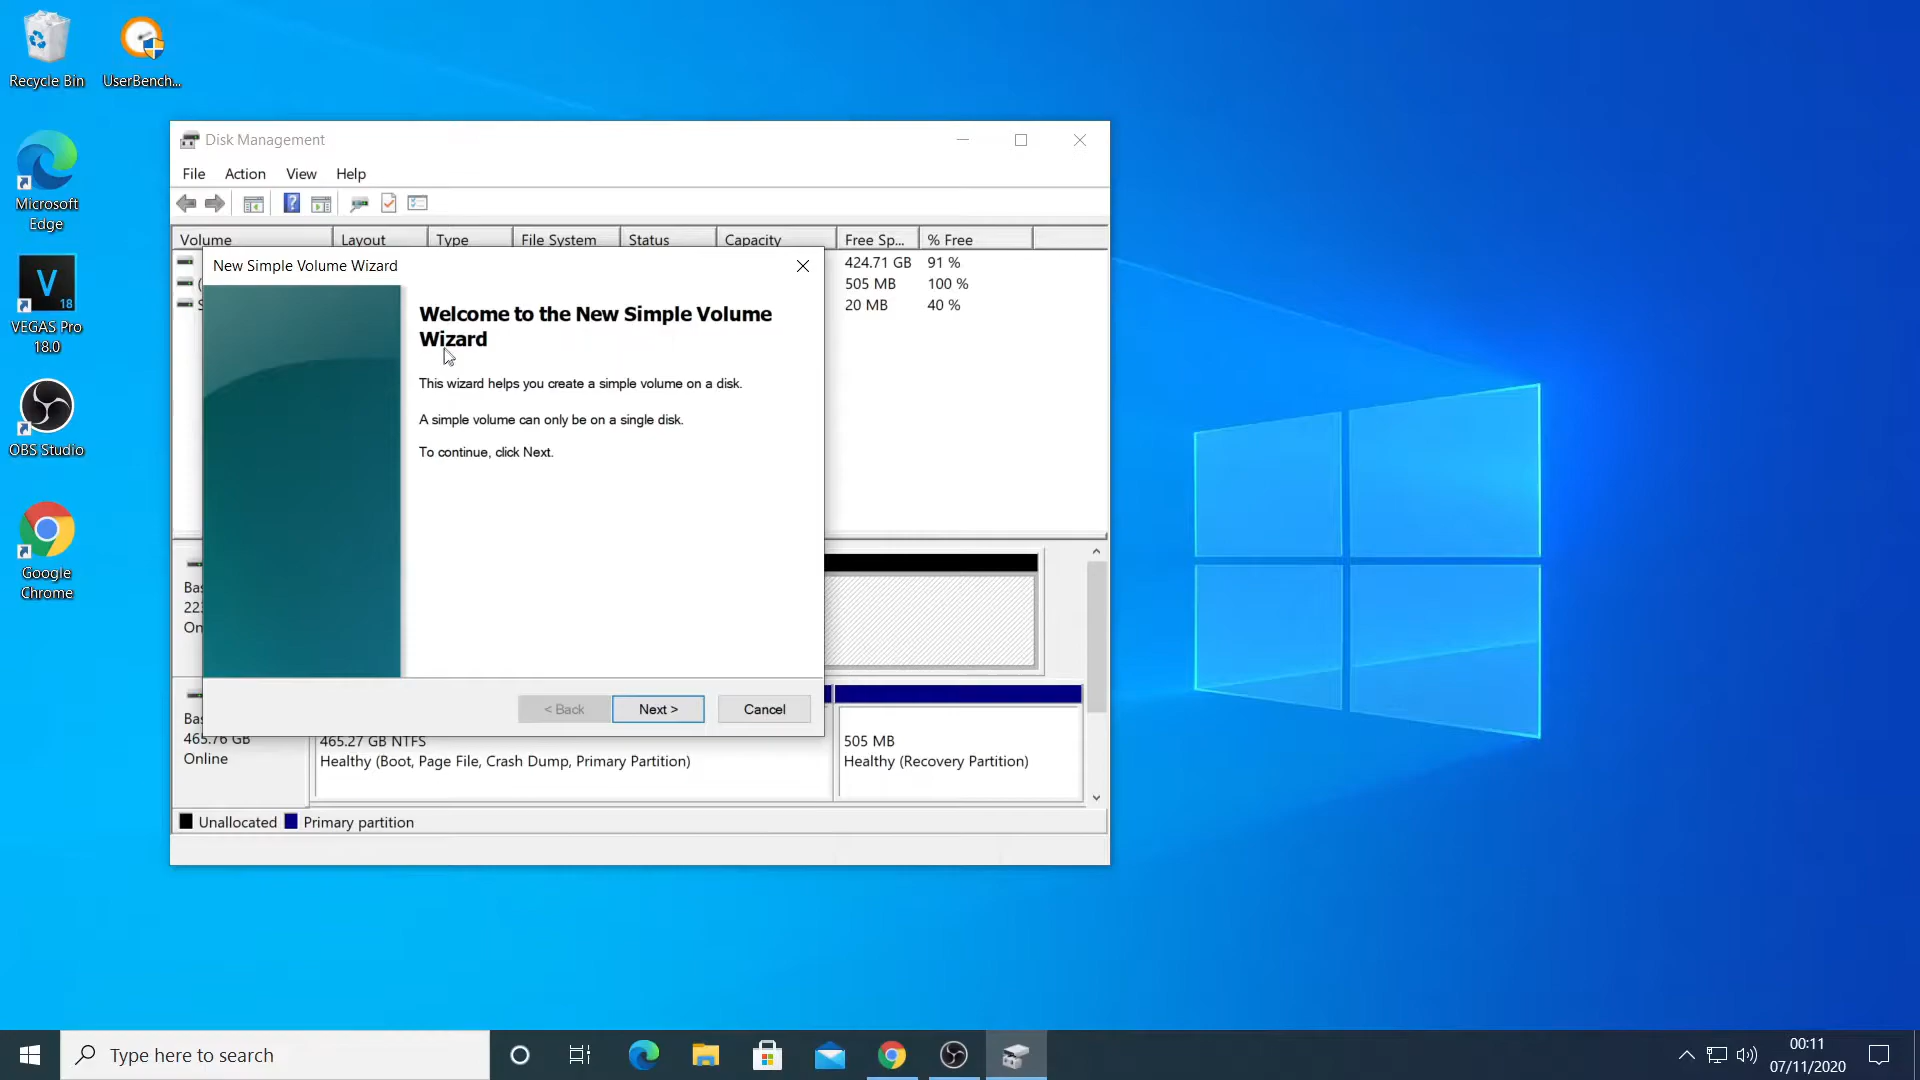 Recycle Bin
UserBench...
Microsoft
Edge
V
18
VEGAS Pro
18.0
OBS Studio
Google
Chrome
Disk Management
File Action View Help
Volume Layout Type File System Status Capacity Free Sp... % Free
424.71 GB 91 %
( 505 MB 100 %
S 20 MB 40 %
New Simple Volume Wizard
Welcome to the New Simple Volume
Wizard
This wizard helps you create a simple volume on a disk.
A simple volume can only be on a single disk.
To continue, click Next.
< Back Next > Cancel
Bas
223
On
Bas
465.76 GB
Online
465.27 GB NTFS
Healthy (Boot, Page File, Crash Dump, Primary Partition)
505 MB
Healthy (Recovery Partition)
Unallocated Primary partition
Type here to search
00:11
07/11/2020